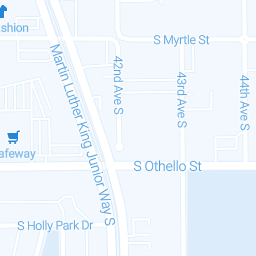 shion
S Myrtle St
42nd Ave S
43rd Ave S
44th Ave S
Martin Luther King Junior Way S
afeway
S Othello St
S Holly Park Dr